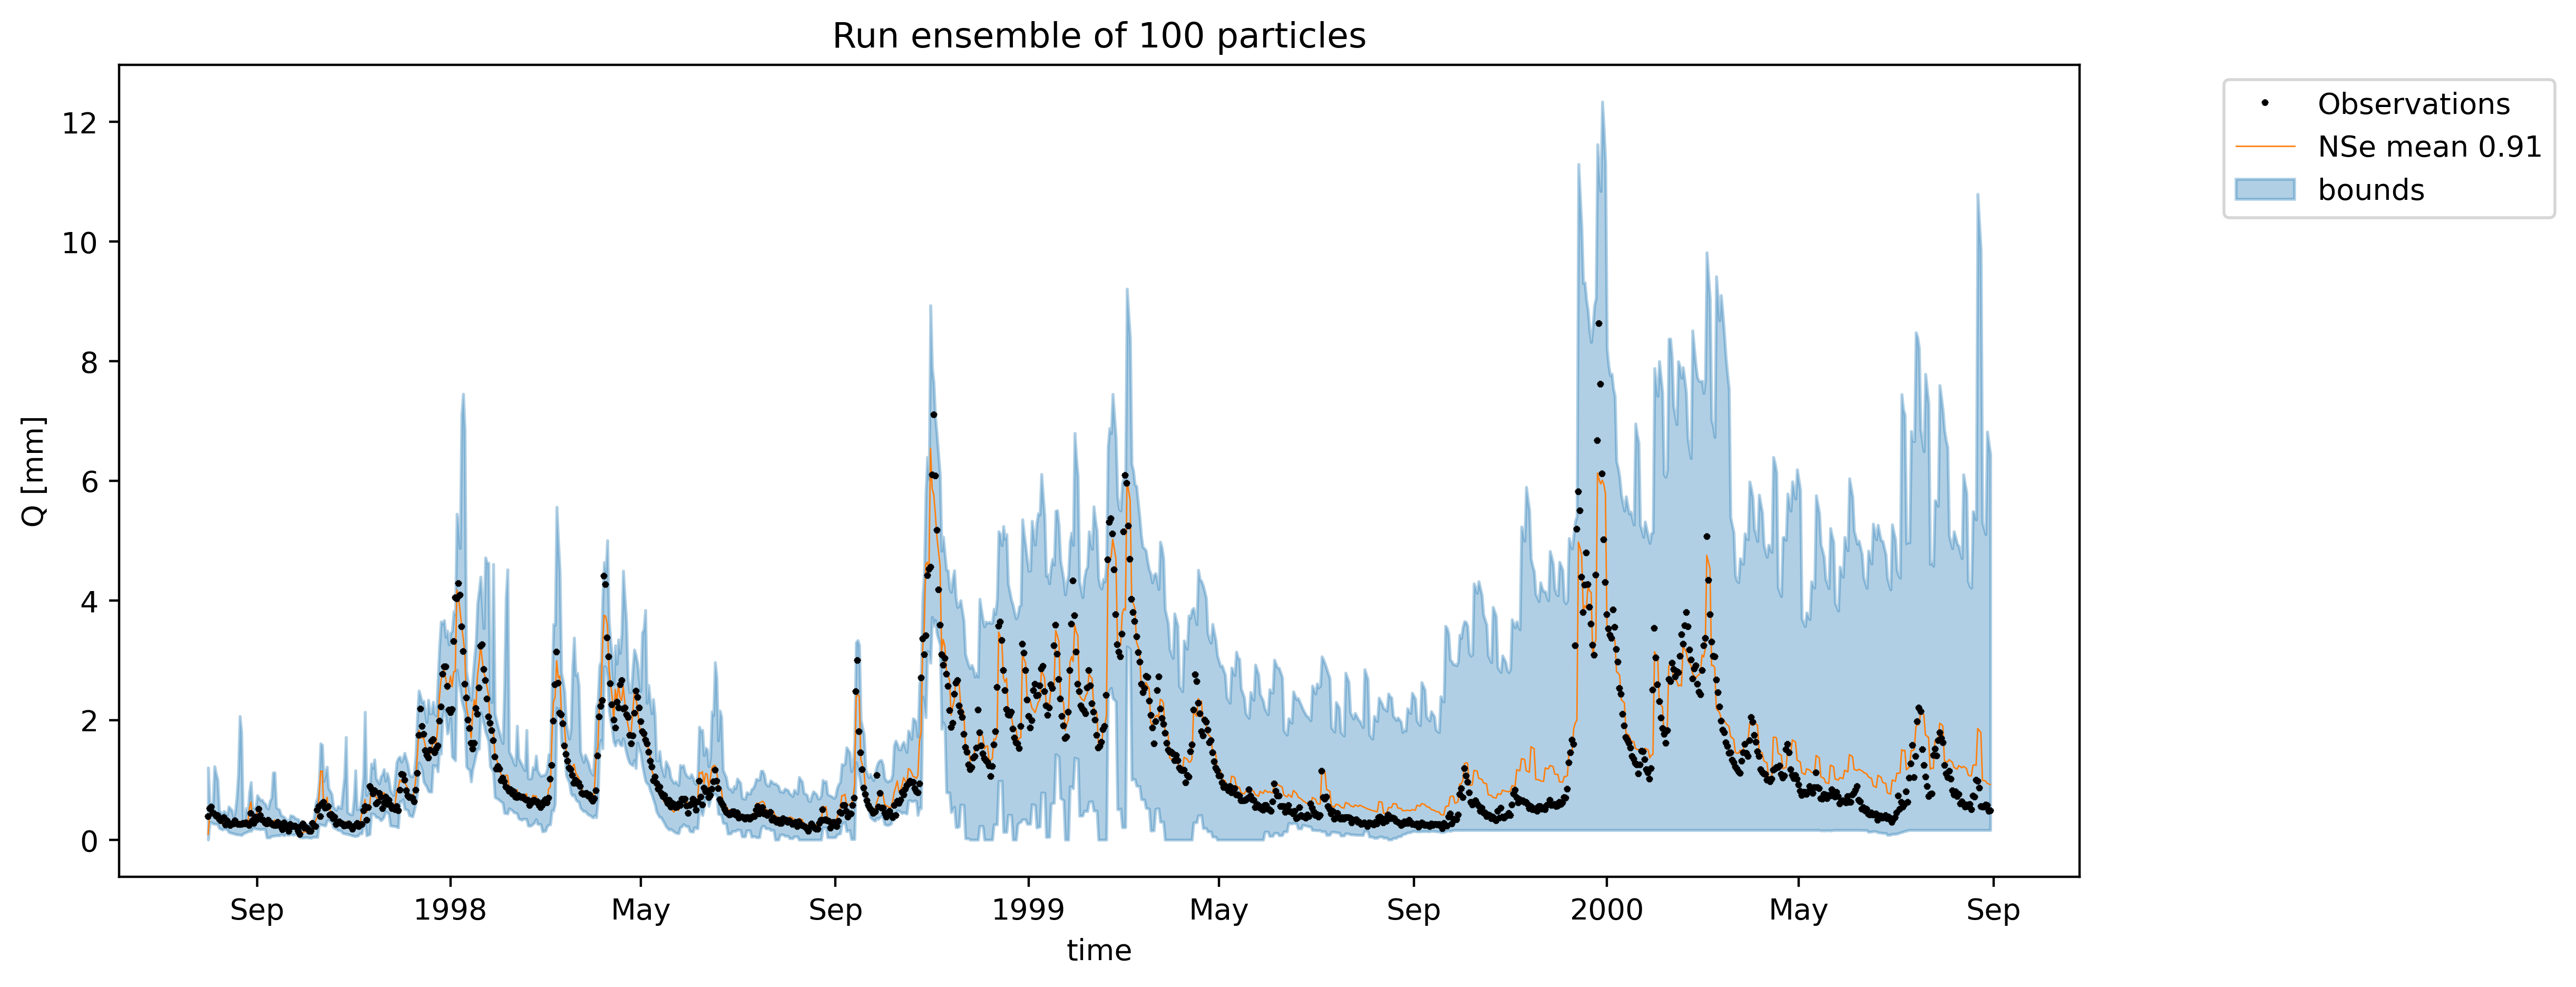 Run ensemble of 100 particles
Observations
NSe mean 0.91
bounds
12
10
8
6
4
2
0
Q [mm]
Sep 1998 May Sep 1999 May Sep 2000 May Sep
time